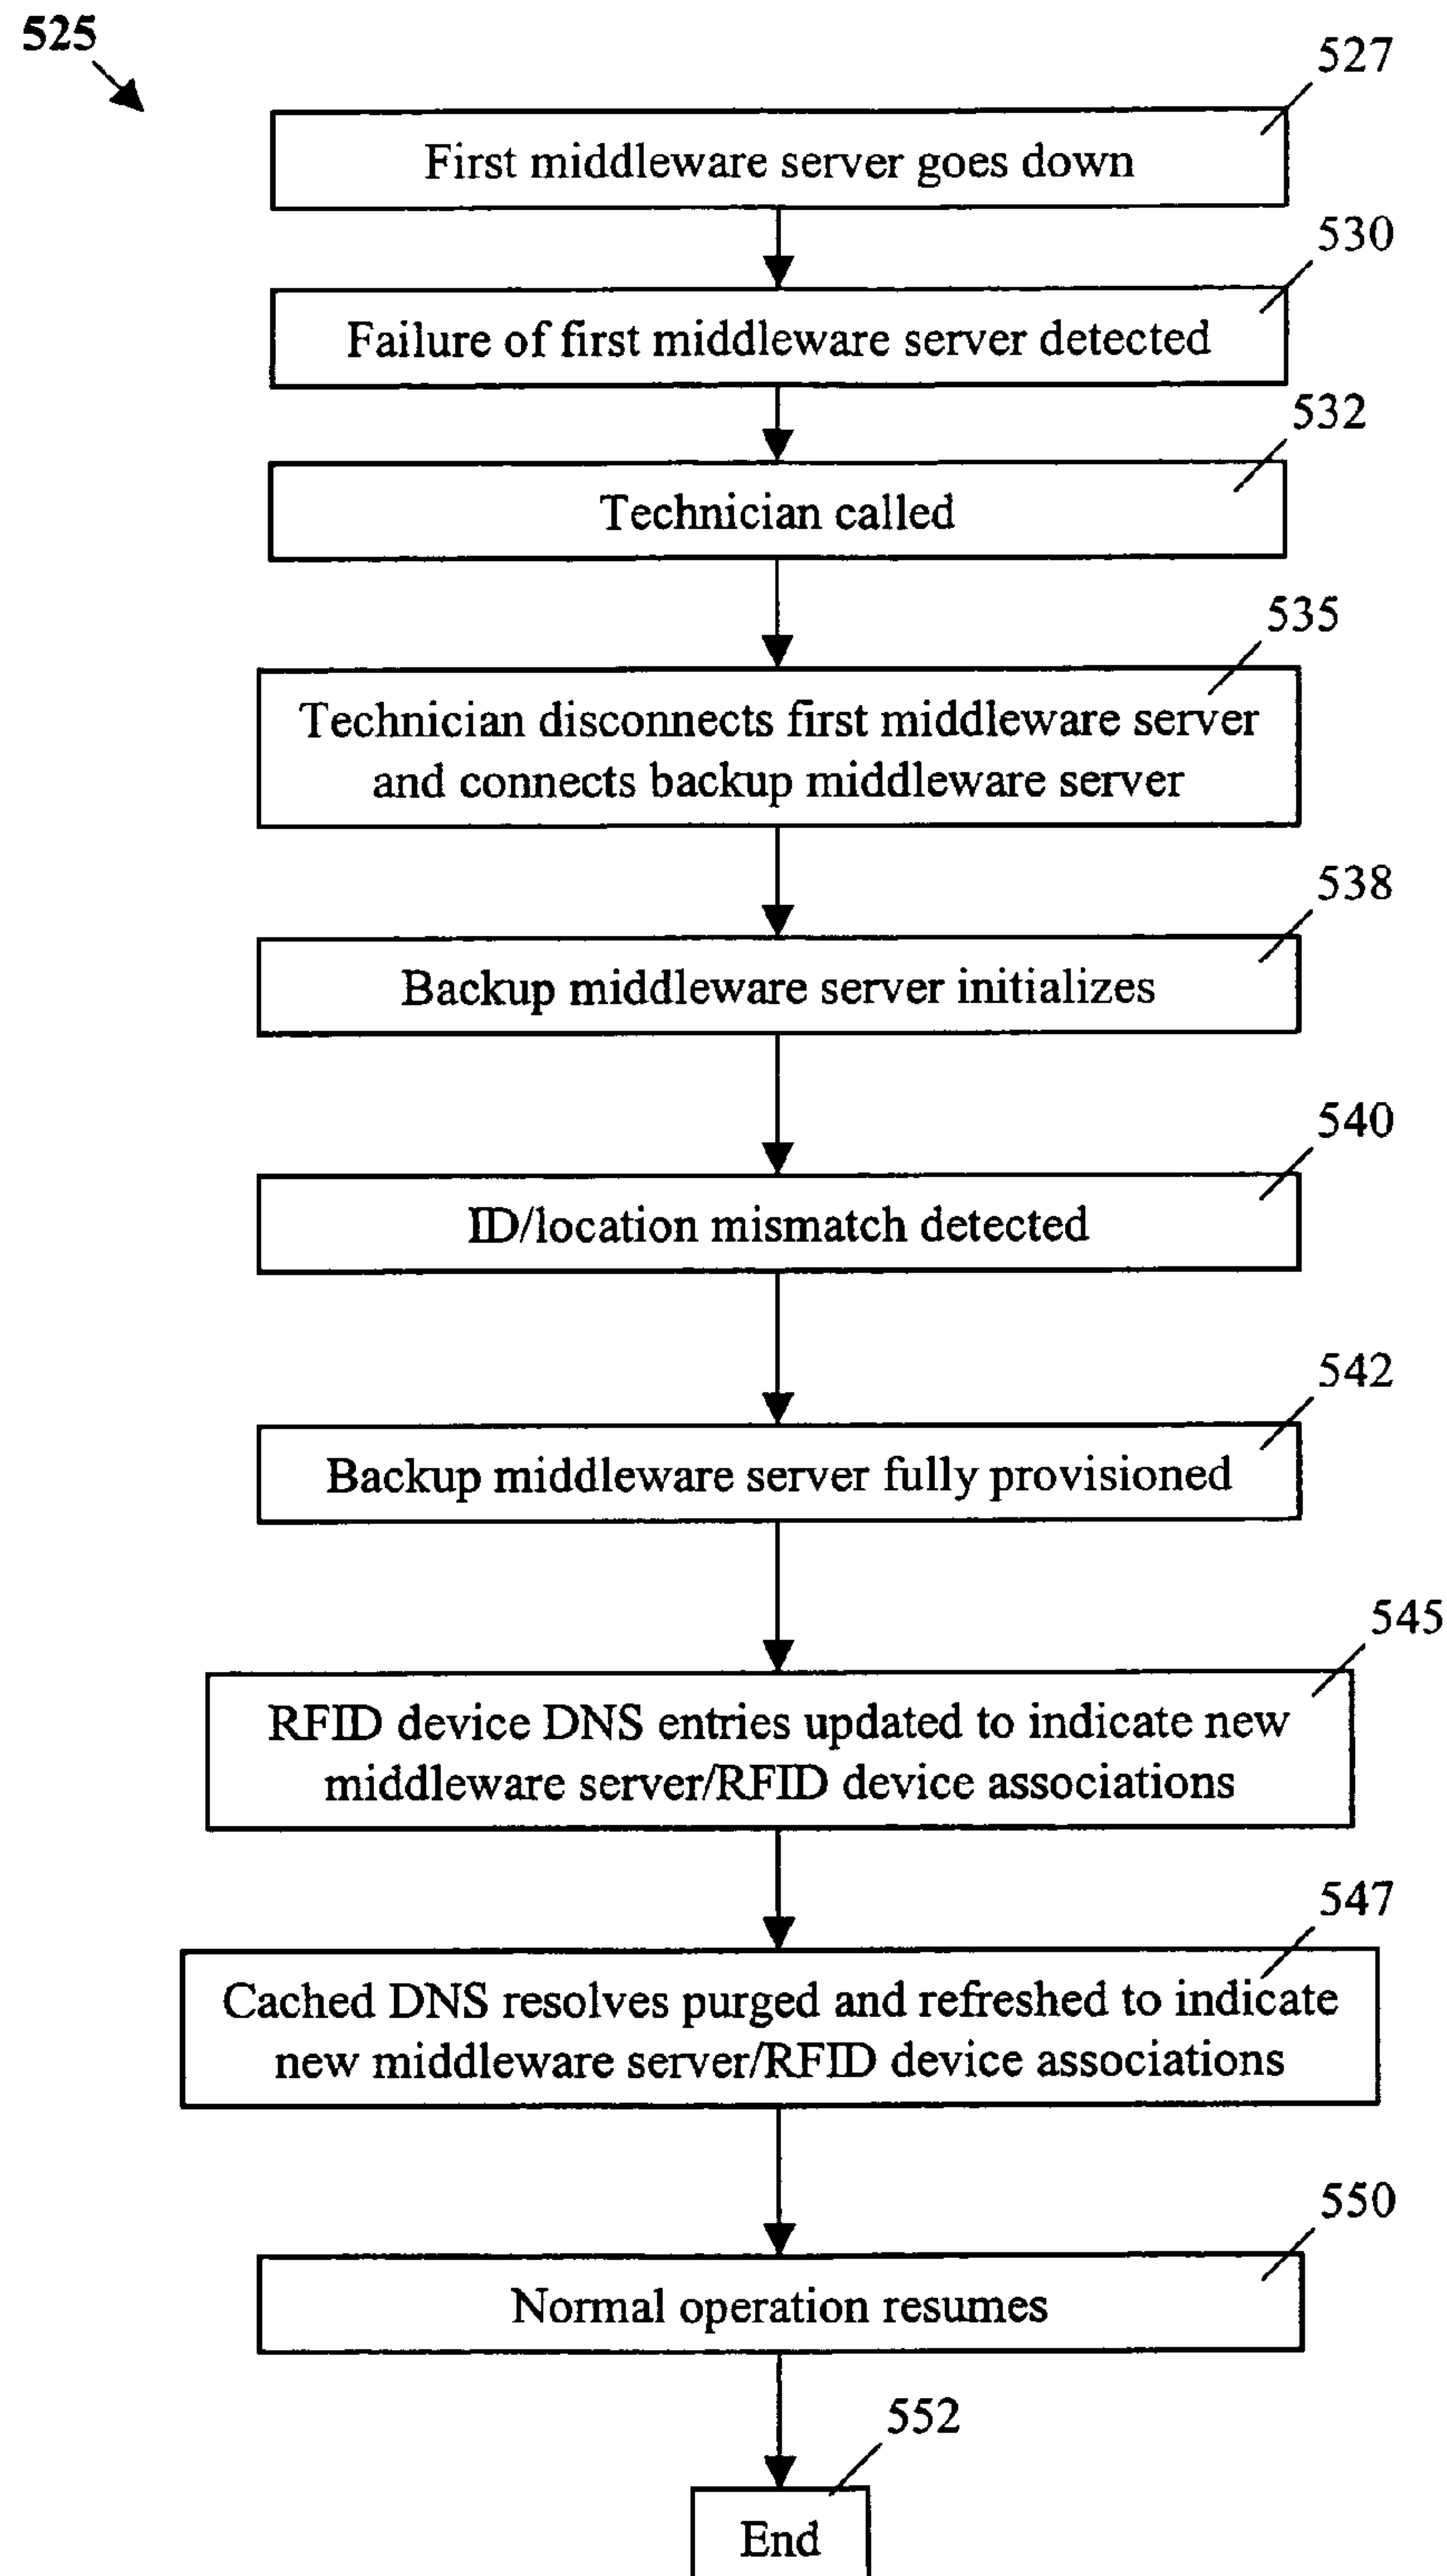 525
527
First middleware server goes down
530
Failure of first middleware server detected
532
Technician called
535
Technician disconnects first middleware server
and connects backup middleware server
538
Backup middleware server initializes
540
ID/location mismatch detected
542
Backup middleware server fully provisioned
545
RFID device DNS entries updated to indicate new
middleware server/RFID device associations
547
Cached DNS resolves purged and refreshed to indicate
new middleware server/RFID device associations
550
Normal operation resumes
552
End